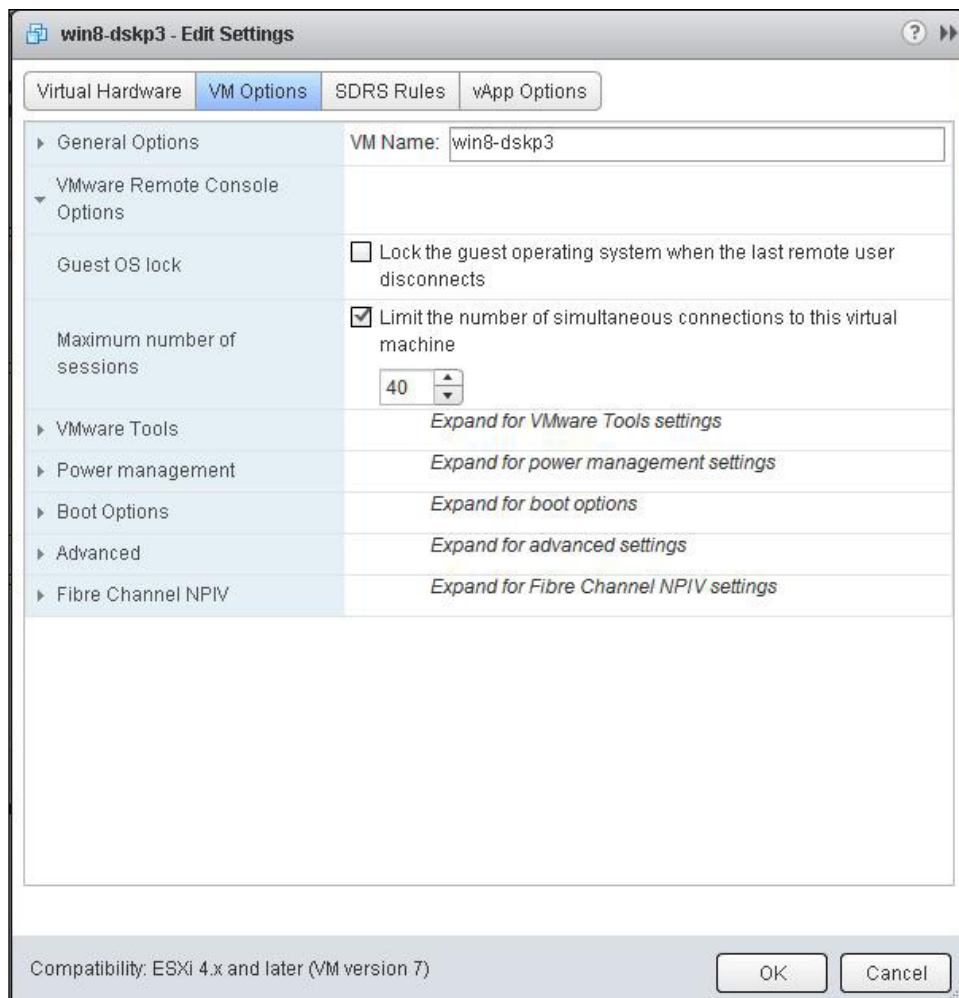 win8-dskp3 - Edit Settings
?
Virtual Hardware
VM Options
SDRS Rules
vApp Options
General Options
VM Name:
win8-dskp3
VMware Remote Console
Options
Guest OS lock
Lock the guest operating system when the last remote user
disconnects
Maximum number of
sessions
Limit the number of simultaneous connections to this virtual
machine
40
VMware Tools
Expand for VMware Tools settings
Power management
Expand for power management settings
Boot Options
Expand for boot options
Advanced
Expand for advanced settings
Fibre Channel NPIV
Expand for Fibre Channel NPIV settings
Compatibility: ESXi 4.x and later (VM version 7)
OK
Cancel